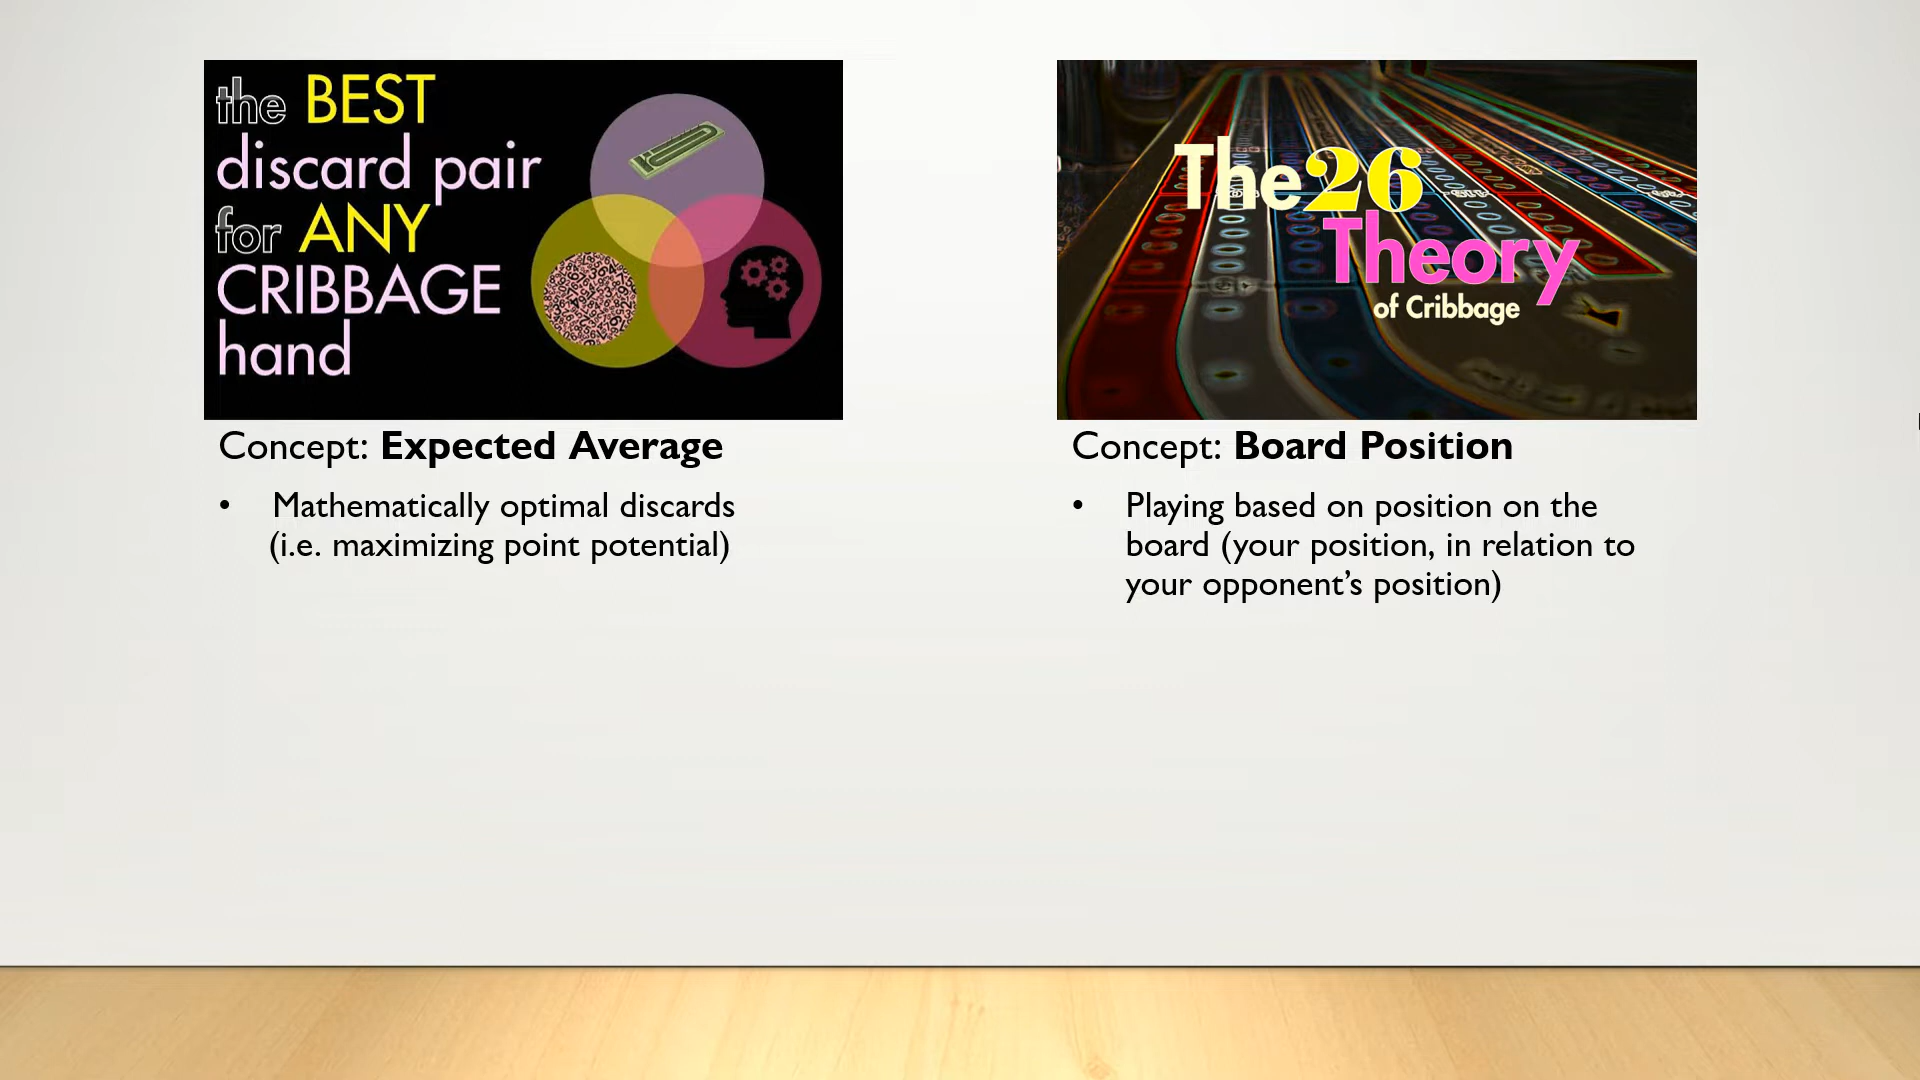 the BEST
discard pair
for ANY
CRIBBAGE
hand
Concept: Expected Average
• Mathematically optimal discards
(i.e. maximizing point potential)
The 26
Theory
of Cribbage
Concept: Board Position
• Playing based on position on the
board (your position, in relation to
your opponent’s position)